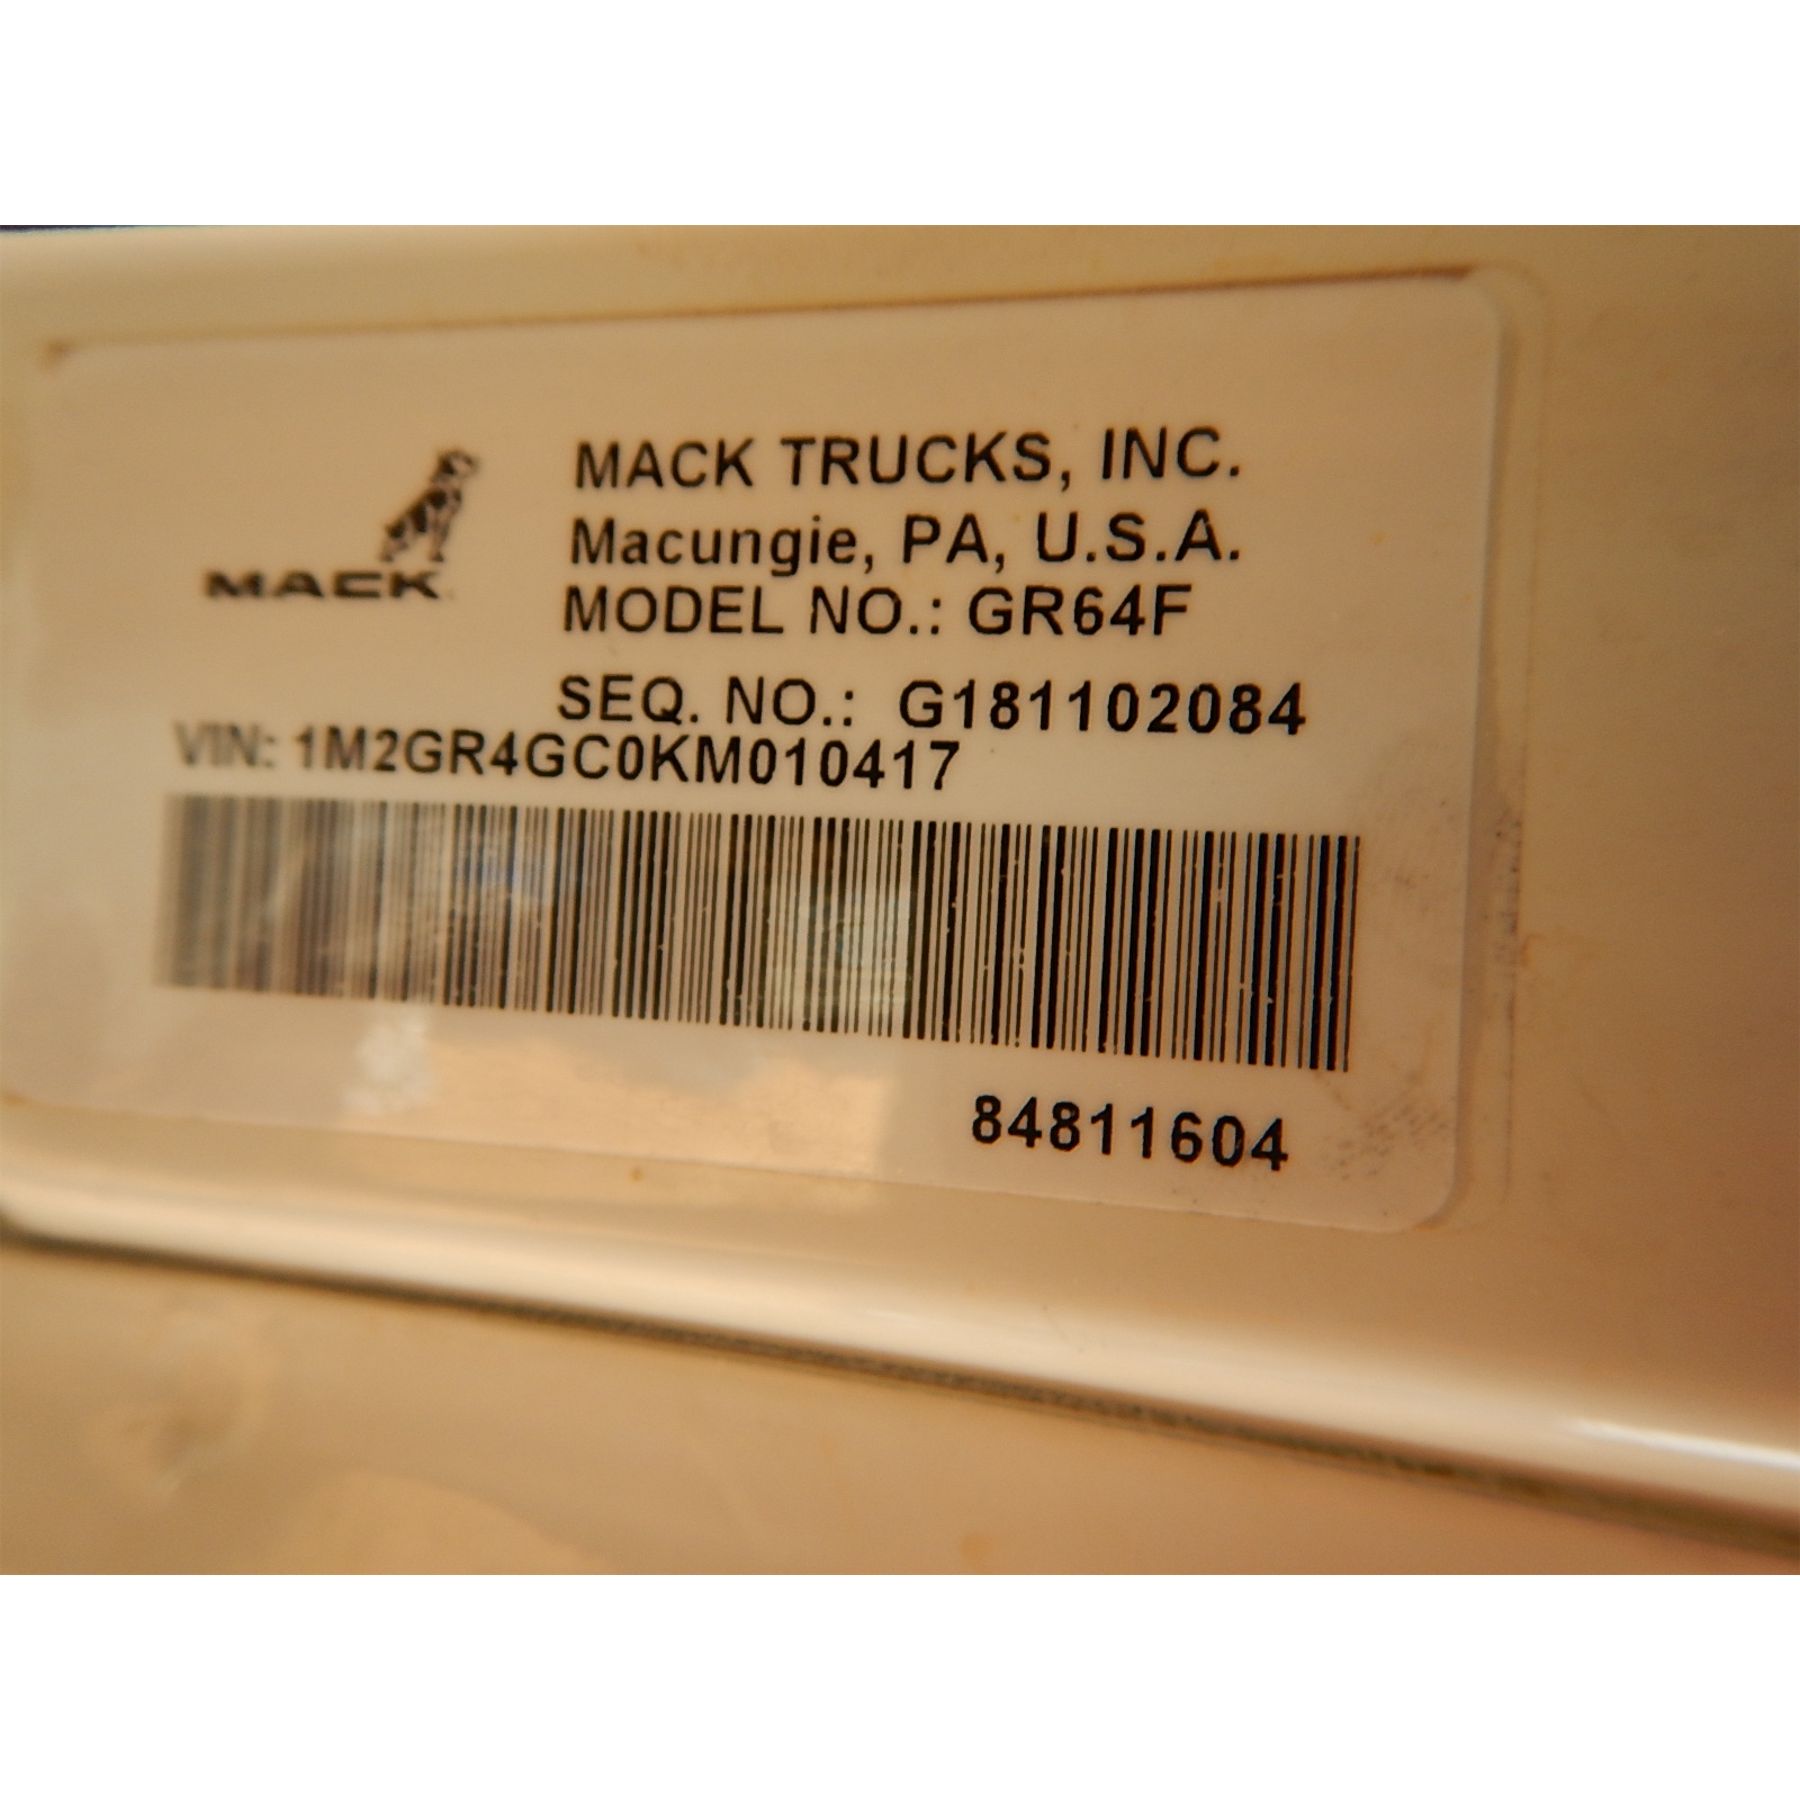 MACK
MACK TRUCKS, INC.
Macungie, PA, U.S.A.
MODEL NO.: GR64F
SEQ. NO.: G181102084
VIN: 1M2GR4GC0KM010417
84811604